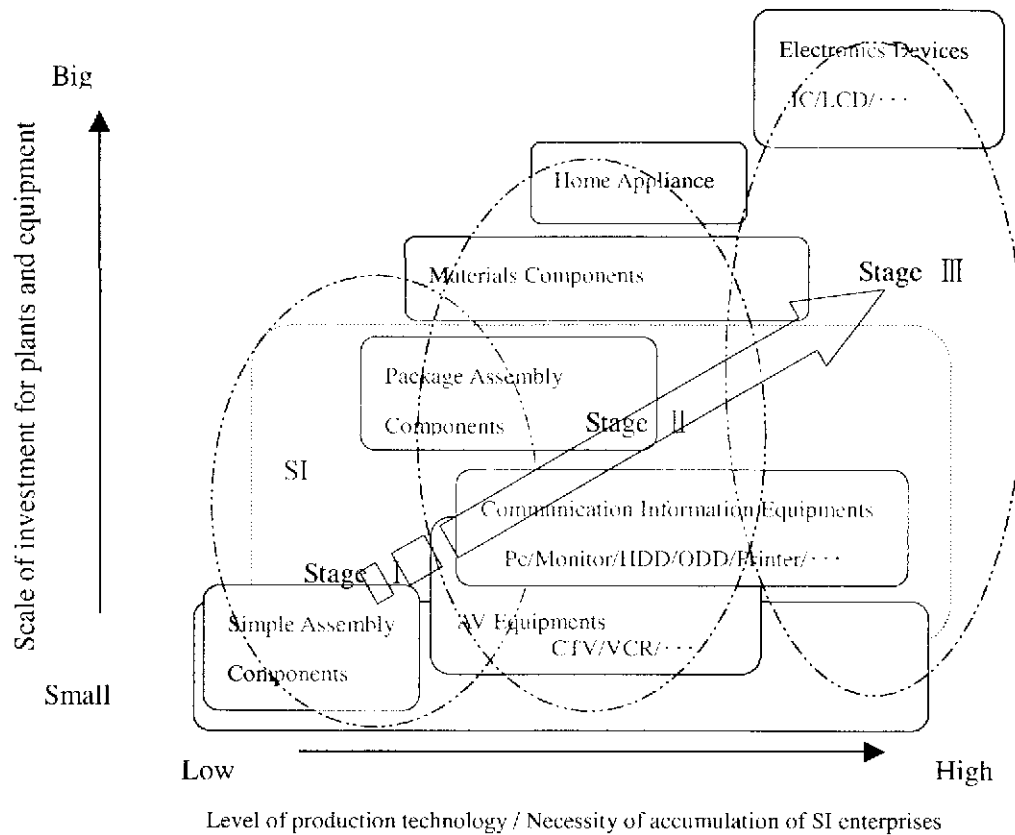 Electronics Devices
IC/LCD/···
Big
Home Appliance
Materials Components
Stage Ⅲ
Package Assembly
Components
Stage Ⅱ
SI
Communication Information Equipments
Pc/Monitor/HDD/ODD/Printer/···
Stage Ⅰ
Simple Assembly
Components
AV Equipments
CTV/VCR/···
Small
Scale of investment for plants and equipment
Low
High
Level of production technology / Necessity of accumulation of SI enterprises